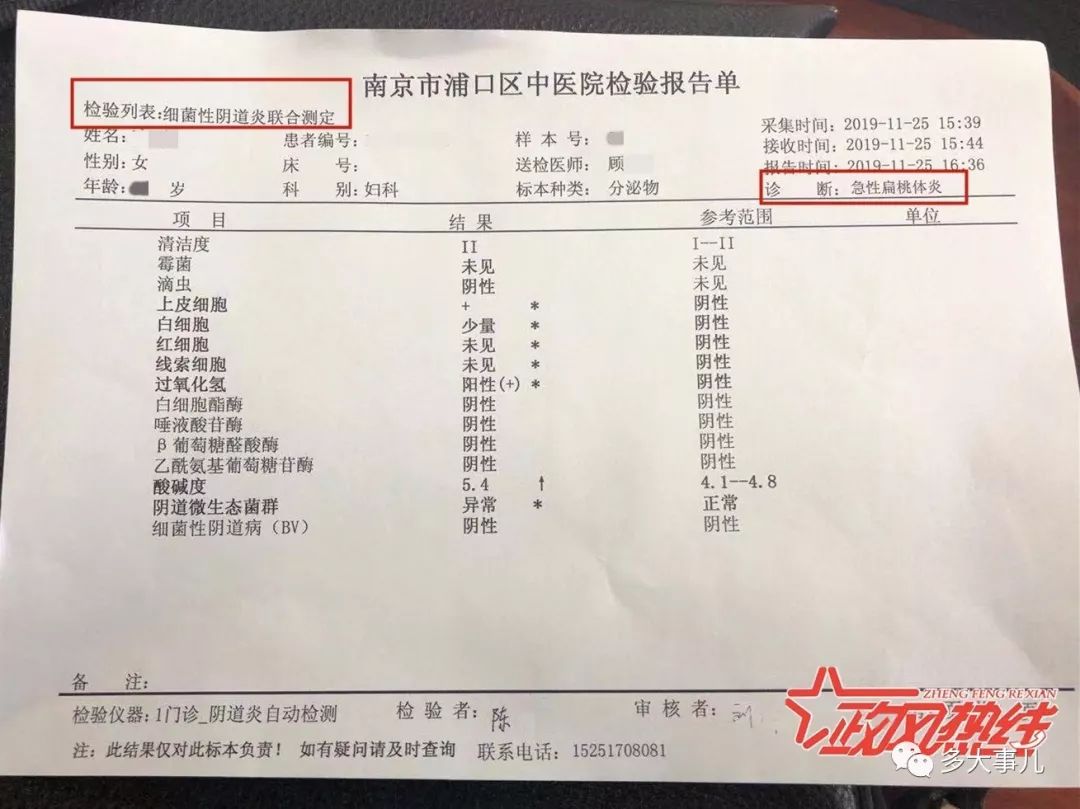 南京市浦口区中医院检验报告单
检验列表:细菌性阴道炎联合测定
采集时间: 2019-11-25 15:39
姓名: 患者编号: 样本号:
接收时间: 2019-11-25 15:44
性别: 女 床号: 送检医师: 顾
报告时间: 2019-11-25 16:36
年龄: 岁 科别: 妇科 标本种类: 分泌物 诊断: 急性扁桃体炎
项目 结果 参考范围 单位
清洁度 II I--II
霉菌 未见 未见
滴虫 阴性 未见
上皮细胞 + * 阴性
白细胞 少量 * 阴性
红细胞 未见 * 阴性
线索细胞 未见 * 阴性
过氧化氢 阳性(+) * 阴性
白细胞酯酶 阴性 阴性
唾液酸苷酶 阴性 阴性
β葡萄糖醛酸酶 阴性 阴性
乙酰氨基葡萄糖苷酶 阴性 阴性
酸碱度 5.4 ↑ 4.1--4.8
阴道微生态菌群 异常 * 正常
细菌性阴道病(BV) 阴性 阴性
备注:
检验仪器: 1门诊_阴道炎自动检测 检验者: 陈 审核者:
注: 此结果仅对此标本负责! 如有疑问请及时查询 联系电话: 15251708081
ZHENG FENG RE XIAN
政风热线
多大事儿